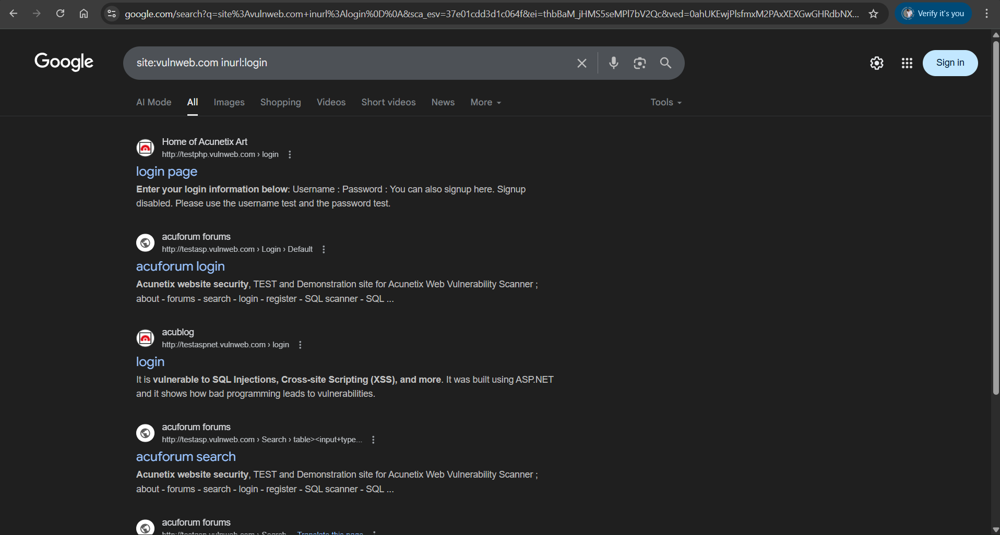 google.com/search?q=site%3Avulnweb.com+inurl%3Alogin%0D%0A&sca_esv=37e01cdd3d1c064f&ei=thbBaM_jHMS5seMPl7bV2Qc&ved=0ahUKEwjPlsfmxM2PAxXEXGwGHRdbNX...
Verify it's you
Google
site:vulnweb.com inurl:login
Sign in
AI Mode All Images Shopping Videos Short videos News More Tools
Home of Acunetix Art
http://testphp.vulnweb.com › login
login page
Enter your login information below: Username : Password : You can also signup here. Signup
disabled. Please use the username test and the password test.
acuforum forums
http://testasp.vulnweb.com › Login › Default
acuforum login
Acunetix website security, TEST and Demonstration site for Acunetix Web Vulnerability Scanner ;
about - forums - search - login - register - SQL scanner - SQL ...
acublog
http://testaspnet.vulnweb.com › login
login
It is vulnerable to SQL Injections, Cross-site Scripting (XSS), and more. It was built using ASP.NET
and it shows how bad programming leads to vulnerabilities.
acuforum forums
http://testasp.vulnweb.com › Search › table><input+type...
acuforum search
Acunetix website security, TEST and Demonstration site for Acunetix Web Vulnerability Scanner ;
about - forums - search - login - register - SQL scanner - SQL ...
acuforum forums
http://testasp.vulnweb.com › Search Translate this page